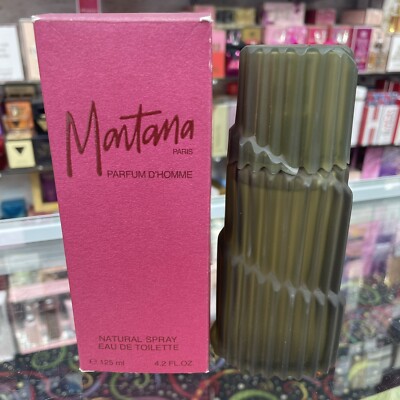 Montana
PARIS
PARFUM D'HOMME
NATURAL SPRAY
EAU DE TOILETTE
℮ 125 ml 4.2 FL.OZ